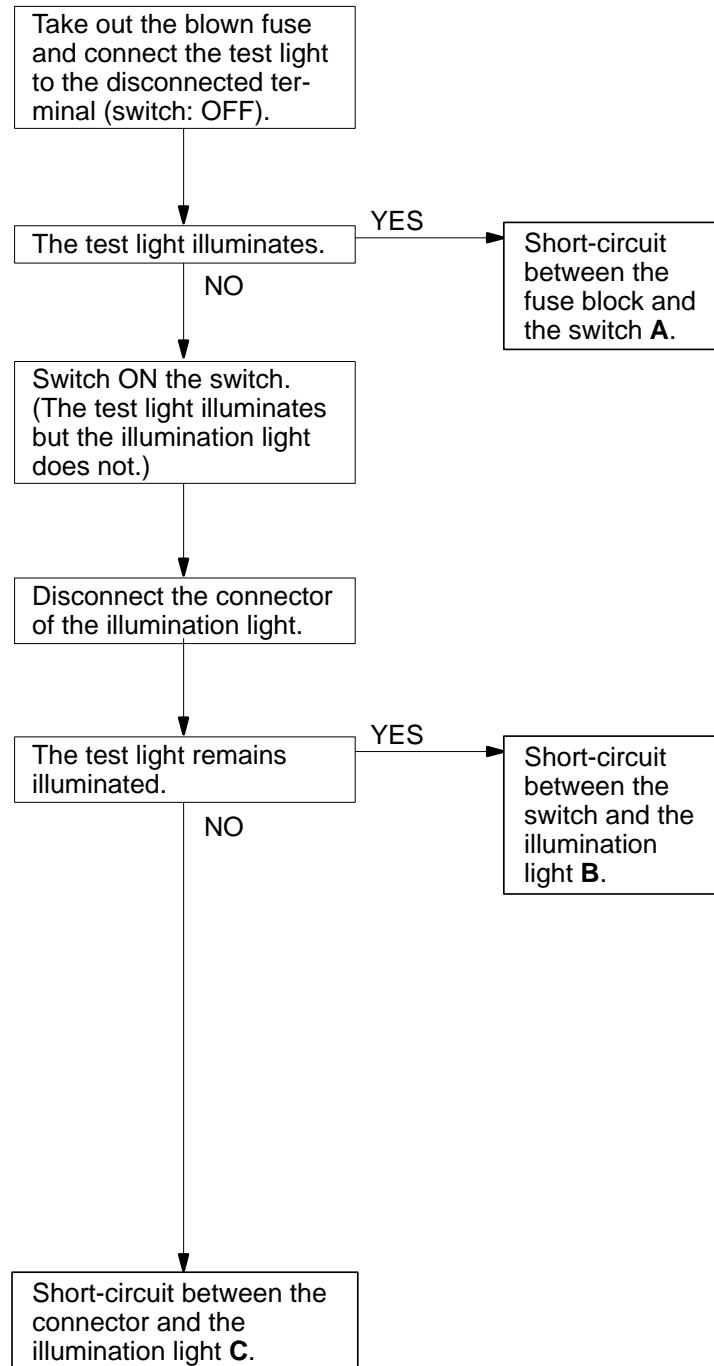 Take out the blown fuse
and connect the test light
to the disconnected ter-
minal (switch: OFF).
The test light illuminates.
YES
Short-circuit
between the
fuse block and
the switch A.
NO
Switch ON the switch.
(The test light illuminates
but the illumination light
does not.)
Disconnect the connector
of the illumination light.
The test light remains
illuminated.
YES
Short-circuit
between the
switch and the
illumination
light B.
NO
Short-circuit between the
connector and the
illumination light C.